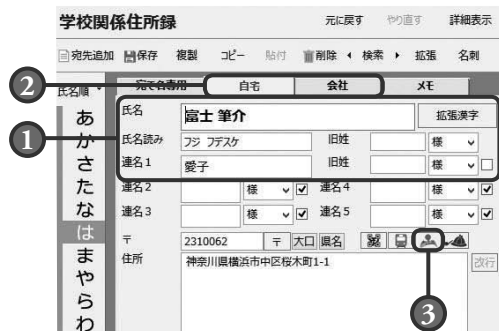 学校関係住所録 元に戻す やり直す 詳細表示
宛先追加 保存 複製 コピー 貼付 削除 検索 拡張 名刺
氏名順 宛て名専用 自宅 会社 メモ
2
あ
か
さ
た
な
は
ま
や
ら
わ
1
氏名 富士 筆介 拡張漢字
氏名読み フジ フデスケ 旧姓 様
連名1 愛子 旧姓 様
連名2 様 連名4 様
連名3 様 連名5 様
〒 2310062 〒 大口 県名
住所 神奈川県横浜市中区桜木町1-1 改行
3